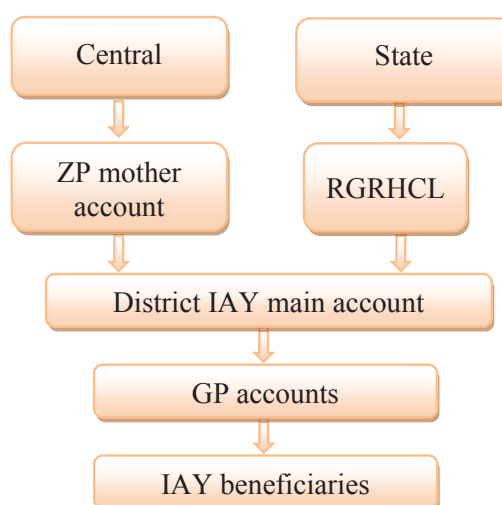 Central
State
ZP mother
account
RGRHCL
District IAY main account
GP accounts
IAY beneficiaries